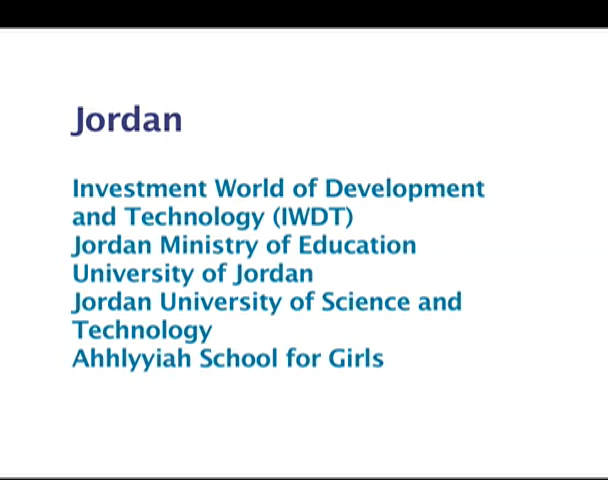 Jordan
Investment World of Development
and Technology (IWDT)
Jordan Ministry of Education
University of Jordan
Jordan University of Science and
Technology
Ahhlyyiah School for Girls